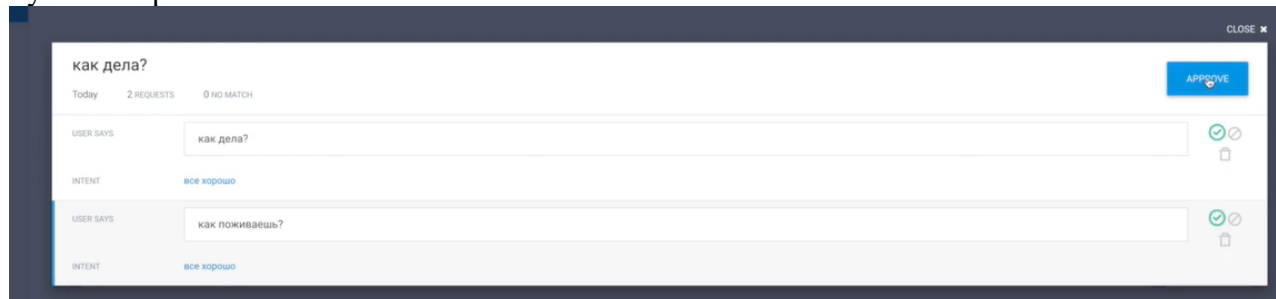 CLOSE ✖
как дела?
APPROVE
Today 2 REQUESTS 0 NO MATCH
USER SAYS как дела?
INTENT все хорошо
USER SAYS как поживаешь?
INTENT все хорошо